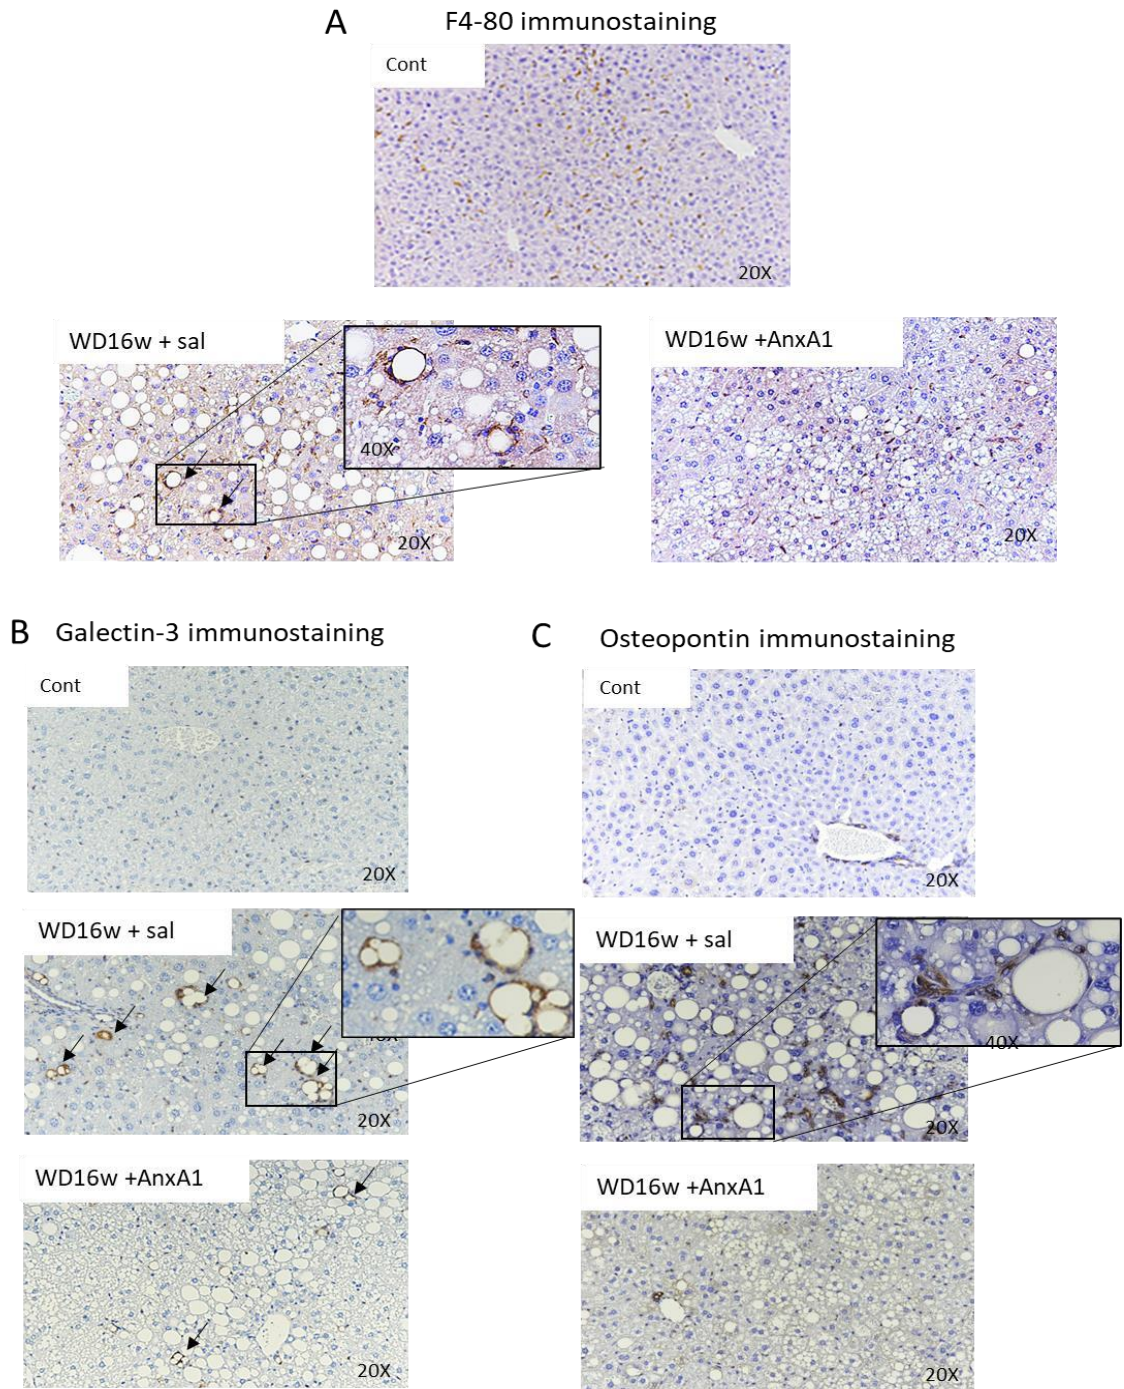 A
F4-80 immunostaining
Cont
20X
WD16w + sal
40X
20X
WD16w +AnxA1
20X
B
Galectin-3 immunostaining
C
Osteopontin immunostaining
Cont
20X
Cont
20X
WD16w + sal
20X
WD16w + sal
40X
20X
WD16w +AnxA1
20X
WD16w +AnxA1
20X